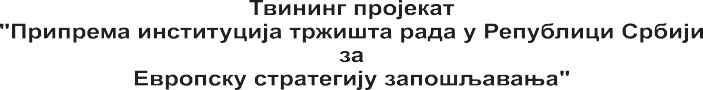 Твининг пројекат
"Припрема институција тржишта рада у Републици Србији
за
Европску стратегију запошљавања"